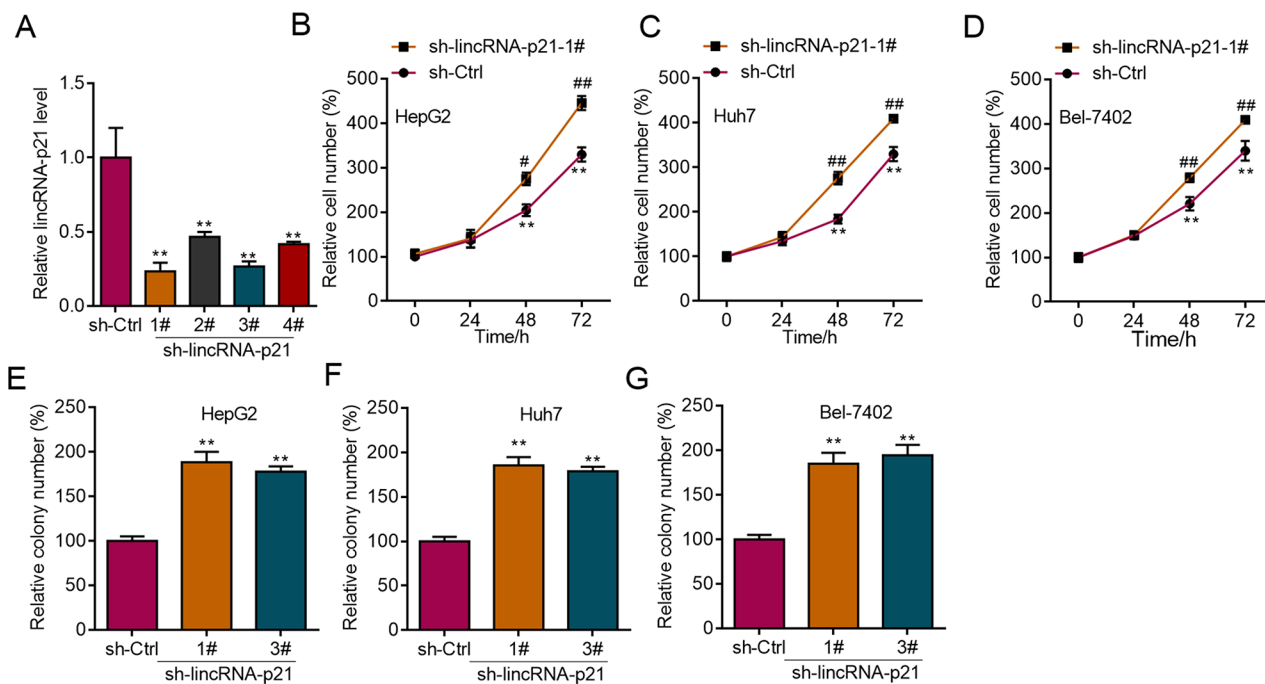 A
Relative lincRNA-p21 level
1.5
1.0
0.5
0.0
**
**
**
**
sh-Ctrl 1# 2# 3# 4#
sh-lincRNA-p21
B
sh-lincRNA-p21-1#
sh-Ctrl
Relative cell number (%)
500
400
300
200
100
0
HepG2
#
##
**
**
0 24 48 72
Time/h
C
sh-lincRNA-p21-1#
sh-Ctrl
Relative cell number (%)
500
400
300
200
100
0
Huh7
##
##
**
**
0 24 48 72
Time/h
D
sh-lincRNA-p21-1#
sh-Ctrl
Relative cell number (%)
500
400
300
200
100
0
Bel-7402
##
##
**
**
0 24 48 72
Time/h
E
HepG2
Relative colony number (%)
250
200
150
100
50
0
**
**
sh-Ctrl 1# 3#
sh-lincRNA-p21
F
Huh7
Relative colony number (%)
250
200
150
100
50
0
**
**
sh-Ctrl 1# 3#
sh-lincRNA-p21
G
Bel-7402
Relative colony number (%)
250
200
150
100
50
0
**
**
sh-Ctrl 1# 3#
sh-lincRNA-p21